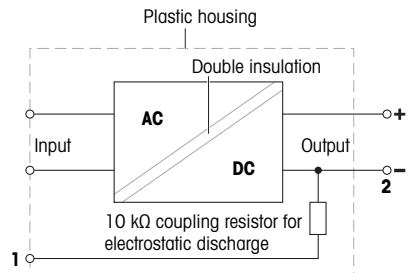 Plastic housing
Double insulation
AC
+
Input
Output
DC
–
2
10 kΩ coupling resistor for
electrostatic discharge
1